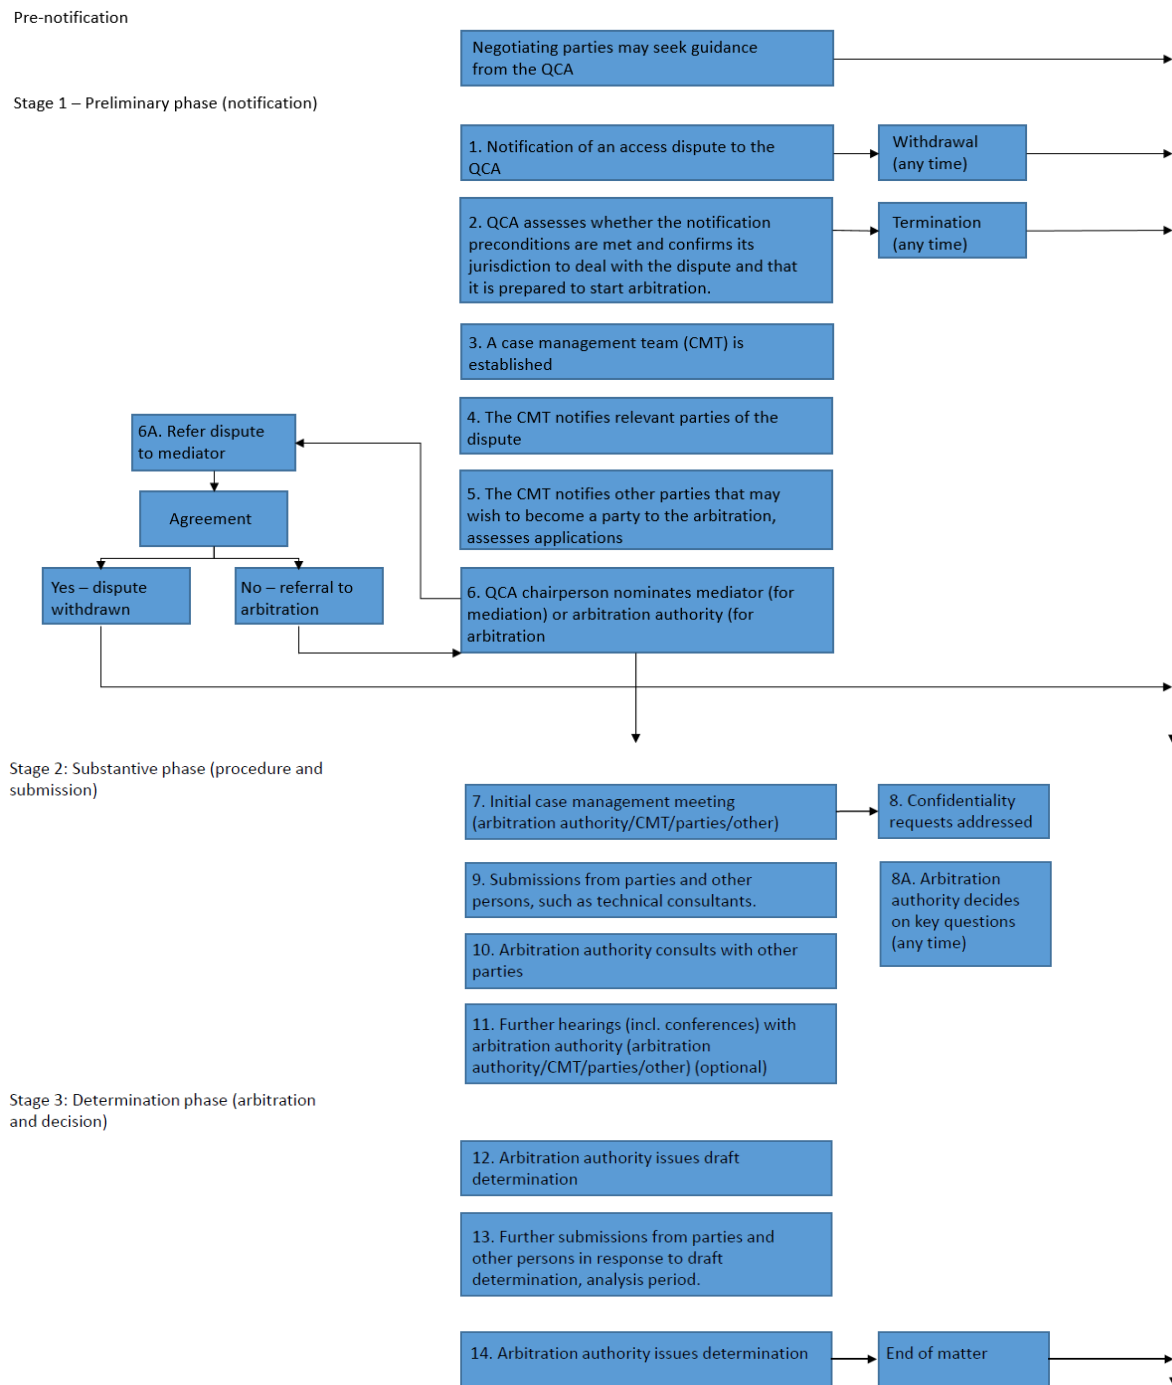 Pre-notification
Negotiating parties may seek guidance
from the QCA
Stage 1 – Preliminary phase (notification)
1. Notification of an access dispute to the
QCA
Withdrawal
(any time)
2. QCA assesses whether the notification
preconditions are met and confirms its
jurisdiction to deal with the dispute and that
it is prepared to start arbitration.
Termination
(any time)
3. A case management team (CMT) is
established
4. The CMT notifies relevant parties of the
dispute
6A. Refer dispute
to mediator
5. The CMT notifies other parties that may
wish to become a party to the arbitration,
assesses applications
Agreement
Yes – dispute
withdrawn
No – referral to
arbitration
6. QCA chairperson nominates mediator (for
mediation) or arbitration authority (for
arbitration
Stage 2: Substantive phase (procedure and
submission)
7. Initial case management meeting
(arbitration authority/CMT/parties/other)
8. Confidentiality
requests addressed
9. Submissions from parties and other
persons, such as technical consultants.
8A. Arbitration
authority decides
on key questions
(any time)
10. Arbitration authority consults with other
parties
11. Further hearings (incl. conferences) with
arbitration authority (arbitration
authority/CMT/parties/other) (optional)
Stage 3: Determination phase (arbitration
and decision)
12. Arbitration authority issues draft
determination
13. Further submissions from parties and
other persons in response to draft
determination, analysis period.
14. Arbitration authority issues determination
End of matter